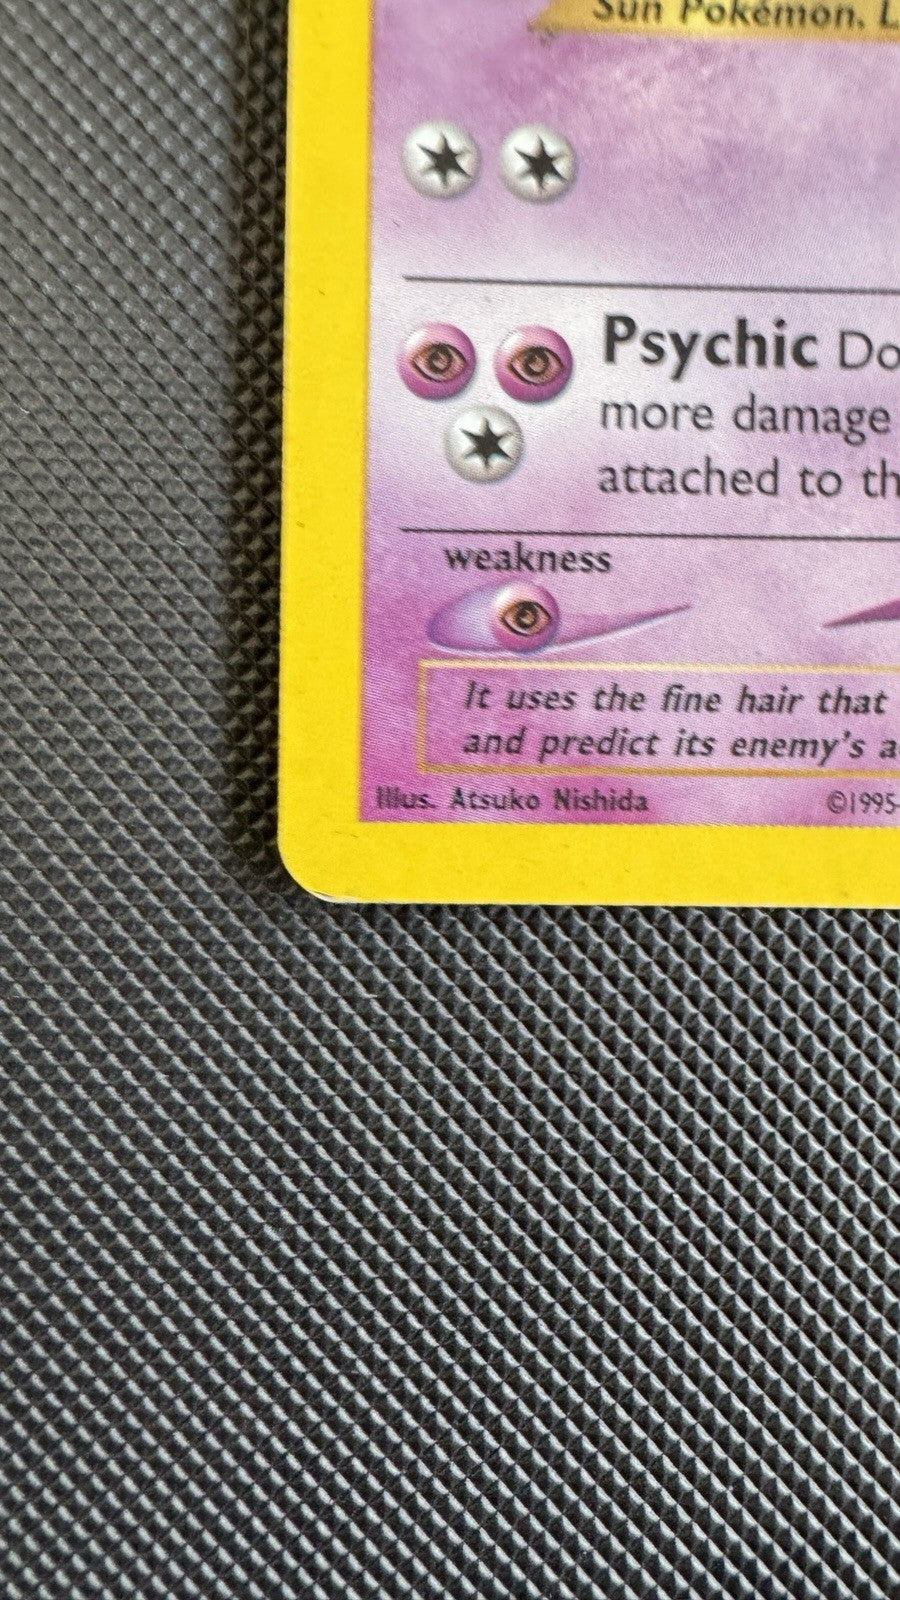 Sun Pokémon. L
Psychic Do
more damage
attached to th
weakness
It uses the fine hair that
and predict its enemy's a
Illus. Atsuko Nishida ©1995-